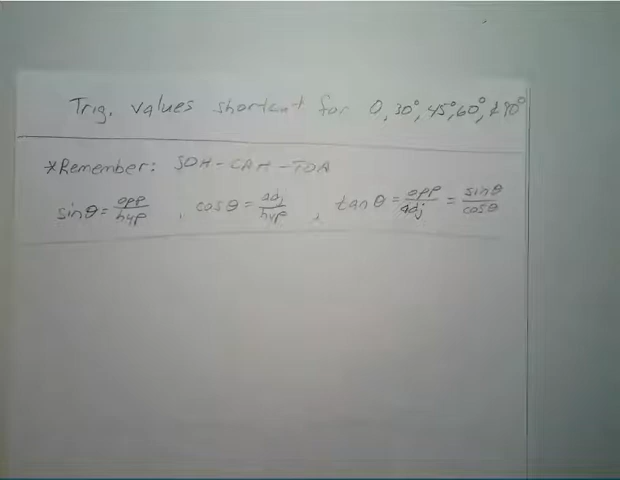 Trig. values shortcut for 0, 30°, 45°, 60°, & 90°
*Remember: SOH-CAH-TOA
sinθ = opp/hyp , cosθ = adj/hyp , tanθ = opp/adj = sinθ/cosθ